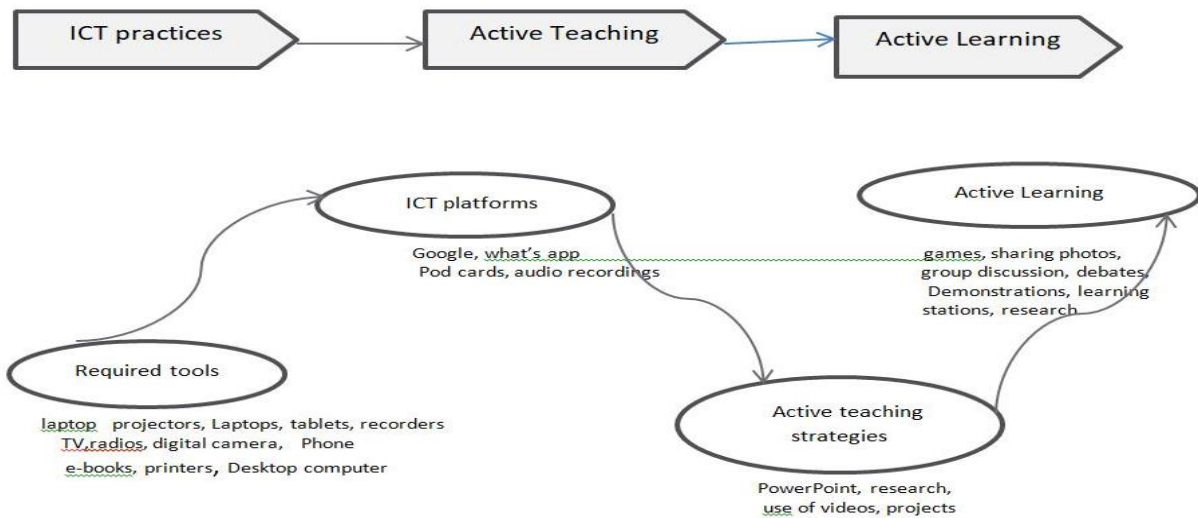 ICT practices
Active Teaching
Active Learning
ICT platforms
Google, what's app
Pod cards, audio recordings
Active Learning
games, sharing photos,
group discussion, debates,
Demonstrations, learning
stations, research
Required tools
laptop projectors, Laptops, tablets, recorders
TV,radios, digital camera, Phone
e-books, printers, Desktop computer
Active teaching
strategies
PowerPoint, research,
use of videos, projects